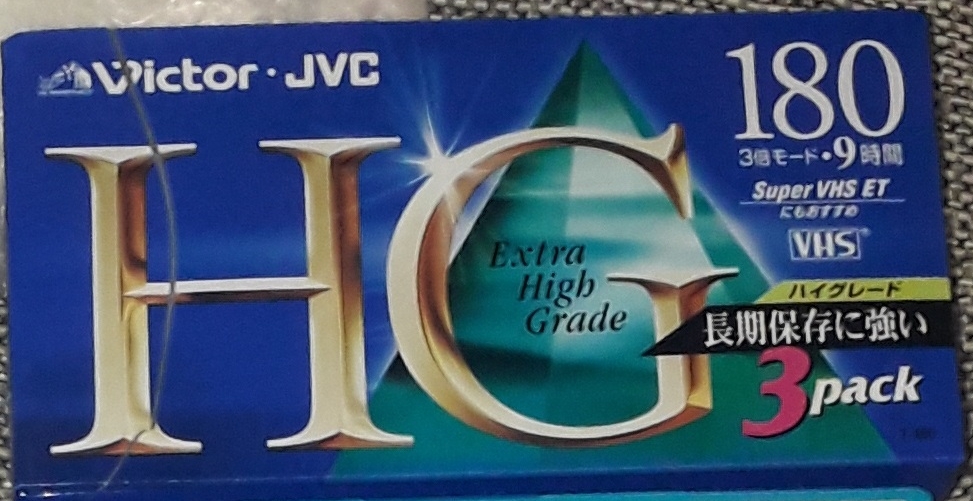 Victor・JVC
HG
Extra
High
Grade
180
3倍モード・9時間
Super VHS ET
にもおすすめ
VHS
ハイグレード
長期保存に強い
3pack